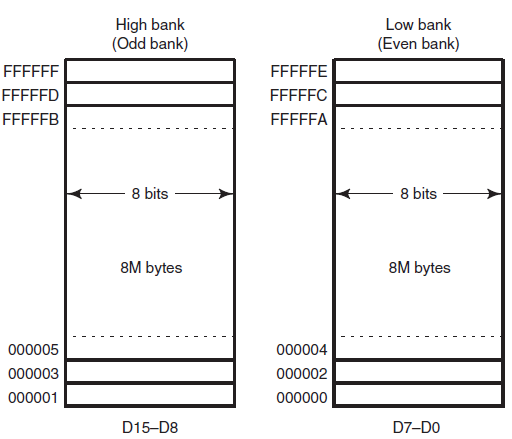 High bank
(Odd bank)
FFFFFF
FFFFFD
FFFFFB
8 bits
8M bytes
000005
000003
000001
D15–D8
Low bank
(Even bank)
FFFFFE
FFFFFC
FFFFFA
8 bits
8M bytes
000004
000002
000000
D7–D0